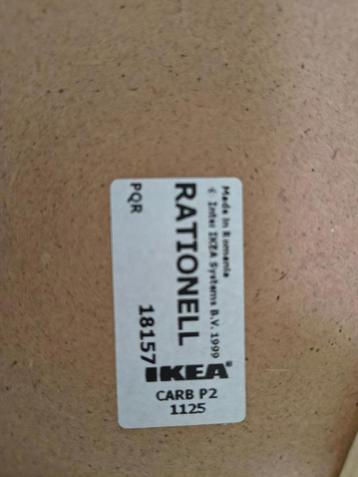 Made in Romania
© Inter IKEA Systems B.V. 1999
RATIONELL
PQR
18157
IKEA®
CARB P2
1125